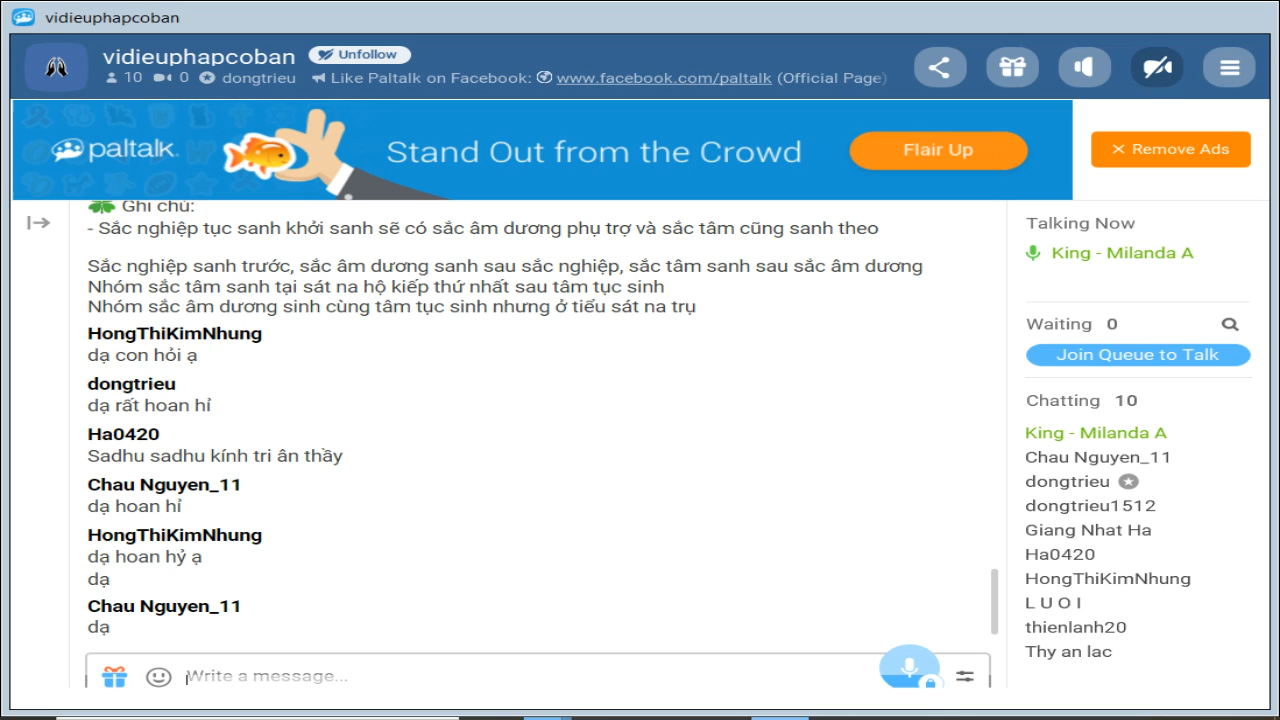 vidieuphapcoban
vidieuphapcoban Unfollow
10 0 dongtrieu Like Paltalk on Facebook: www.facebook.com/paltalk (Official Page)
paltalk Stand Out from the Crowd Flair Up
× Remove Ads
Ghi chú:
- Sắc nghiệp tục sanh khởi sanh sẽ có sắc âm dương phụ trợ và sắc tâm cũng sanh theo
Sắc nghiệp sanh trước, sắc âm dương sanh sau sắc nghiệp, sắc tâm sanh sau sắc âm dương
Nhóm sắc tâm sanh tại sát na hộ kiếp thứ nhất sau tâm tục sinh
Nhóm sắc âm dương sinh cùng tâm tục sinh nhưng ở tiểu sát na trụ
HongThiKimNhung
dạ con hỏi ạ
dongtrieu
dạ rất hoan hỉ
Ha0420
Sadhu sadhu kính tri ân thầy
Chau Nguyen_11
dạ hoan hỉ
HongThiKimNhung
dạ hoan hỷ ạ
dạ
Chau Nguyen_11
dạ
Write a message...
Talking Now
King - Milanda A
Waiting 0
Join Queue to Talk
Chatting 10
King - Milanda A
Chau Nguyen_11
dongtrieu
dongtrieu1512
Giang Nhat Ha
Ha0420
HongThiKimNhung
L U O I
thienlanh20
Thy an lac